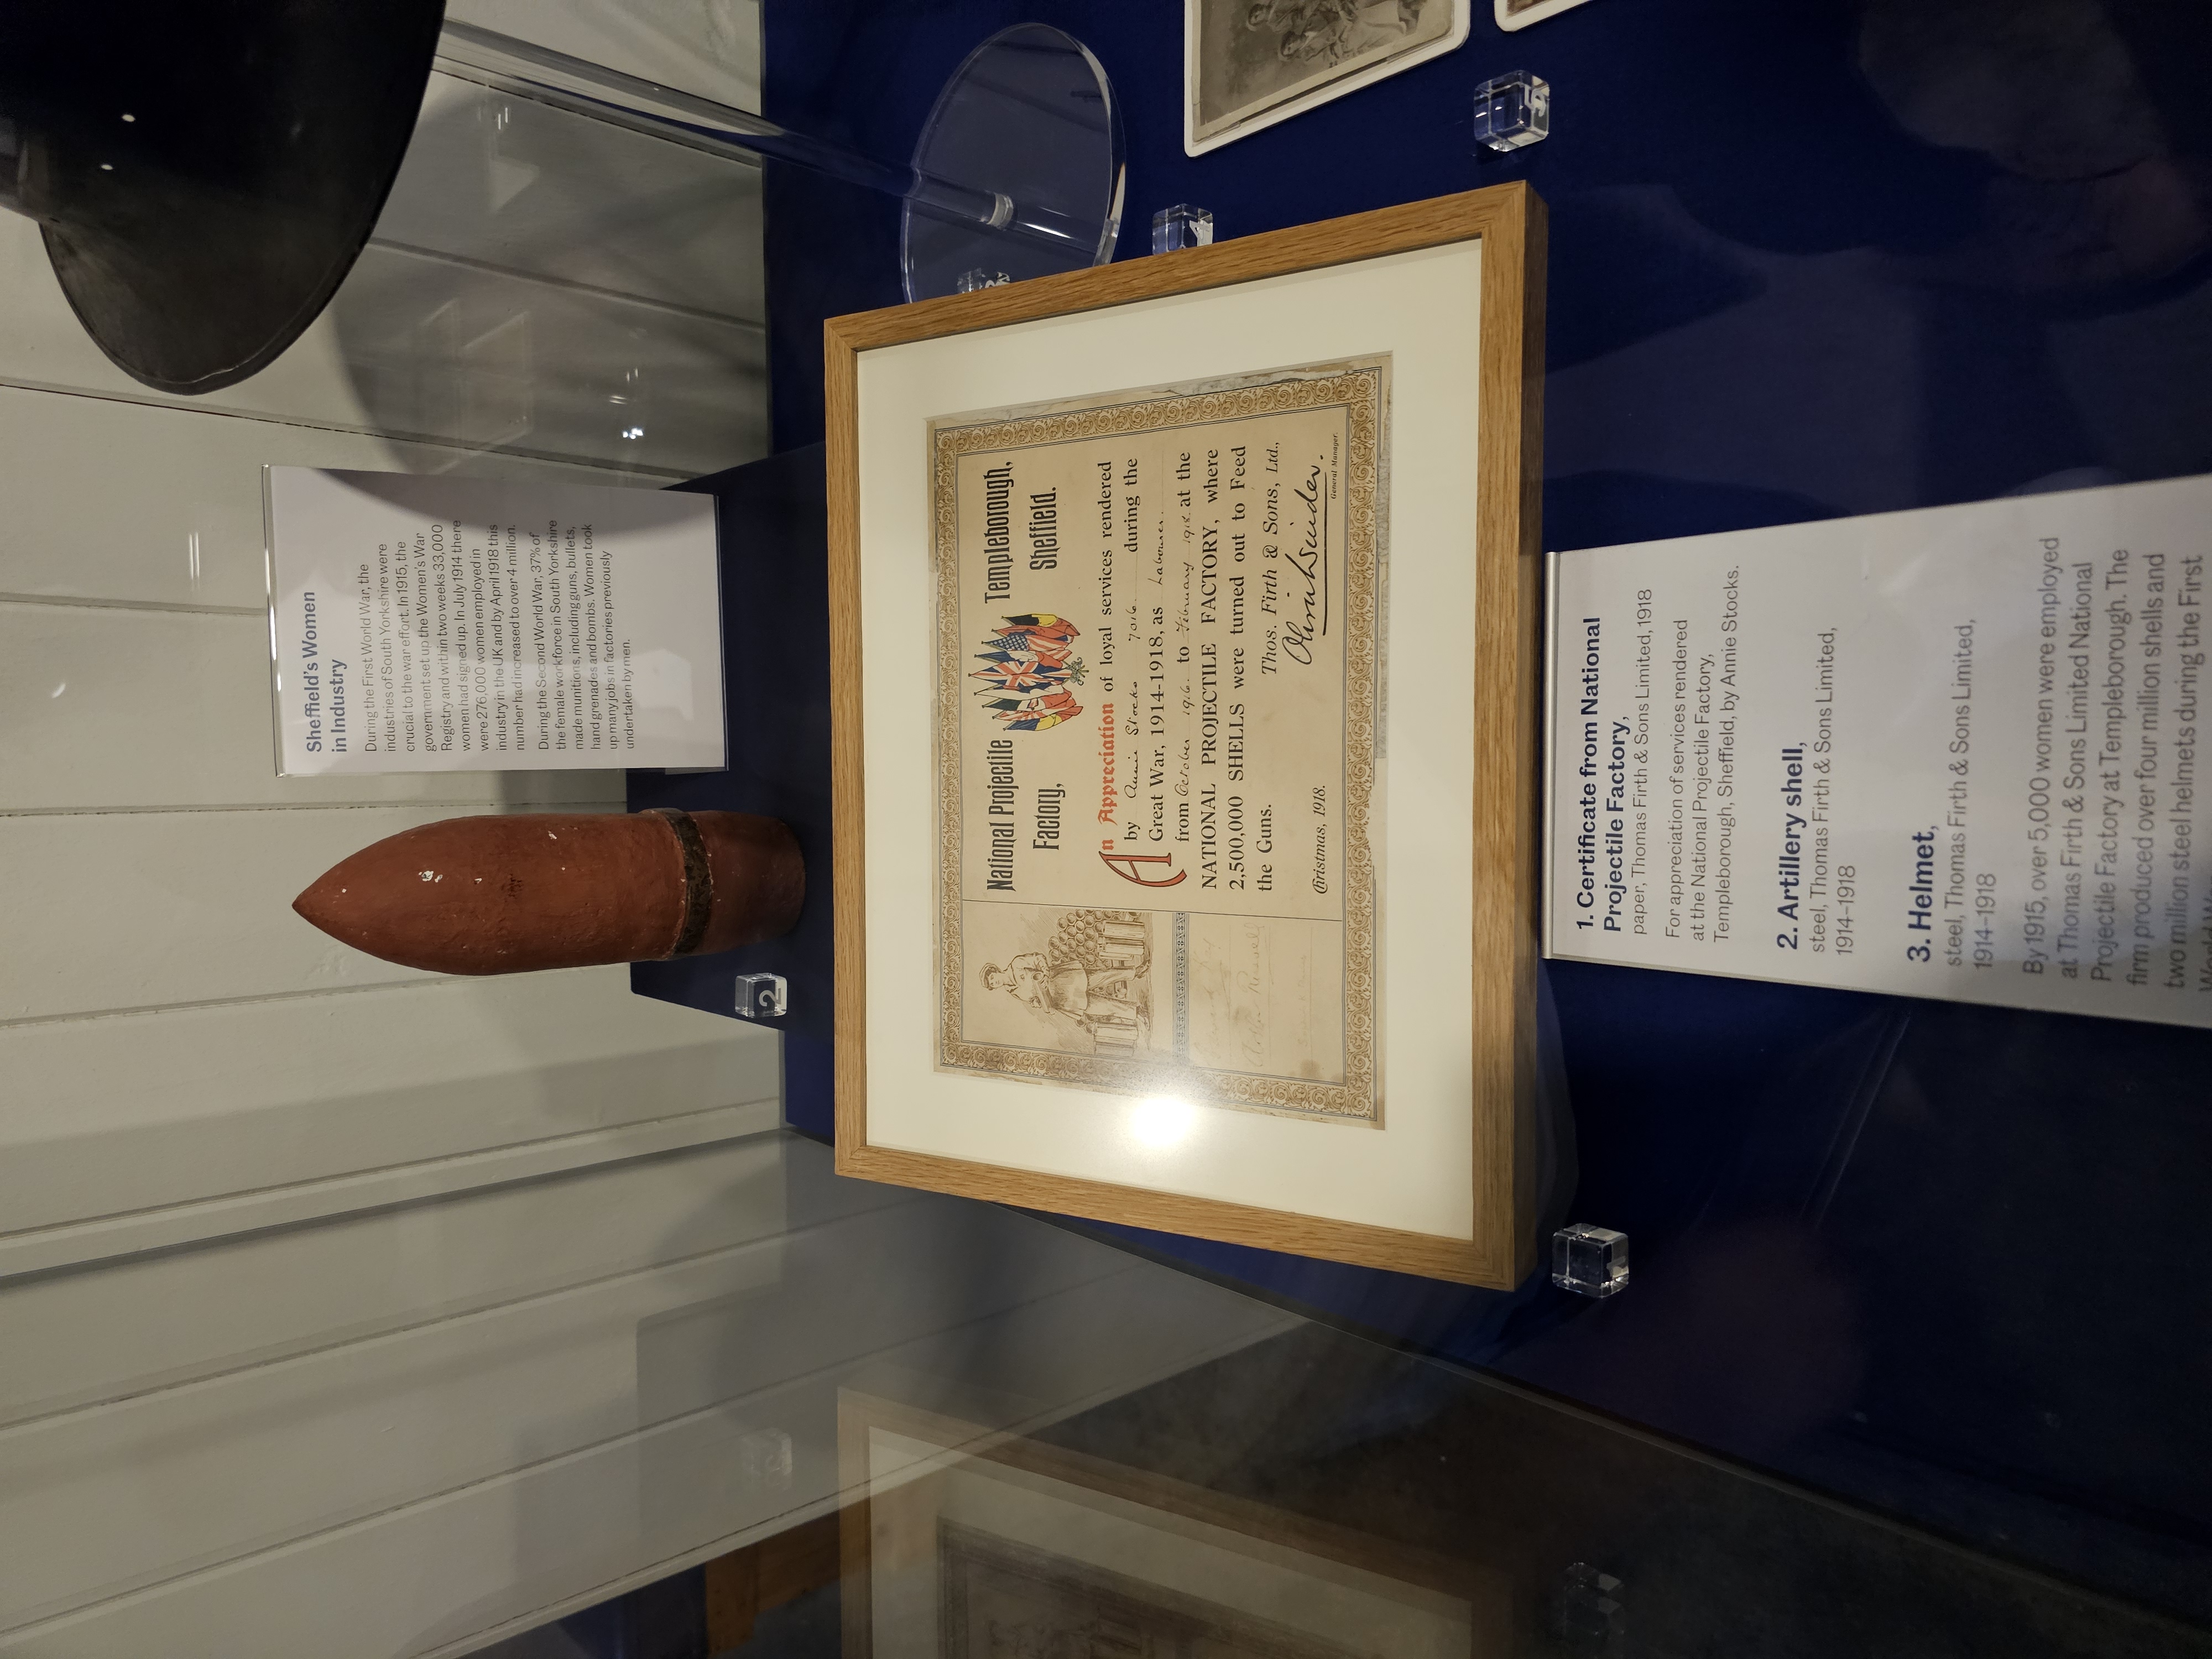 Sheffield's Women
in Industry
During the First World War, the
industries of South Yorkshire were
crucial to the war effort. In 1915, the
government set up the Women's War
Registry and within two weeks 33,000
women had signed up. In July 1914 there
were 276,000 women employed in
industry in the UK and by April 1918 this
number had increased to over 4 million.
During the Second World War, 37% of
the female workforce in South Yorkshire
made munitions, including guns, bullets,
hand grenades and bombs. Women took
up many jobs in factories previously
undertaken by men.
2
National Projectile
Factory,
Templeborough,
Sheffield.
An Appreciation of loyal services rendered
by Annie Stocks 7016 during the
Great War, 1914-1918, as Labourer.
from October 1916. to February 1918. at the
NATIONAL PROJECTILE FACTORY, where
2,500,000 SHELLS were turned out to Feed
the Guns.
Thos. Firth & Sons, Ltd.,
Christmas, 1918.
General Manager.
Arthur Russell
5
1. Certificate from National
Projectile Factory,
paper, Thomas Firth & Sons Limited, 1918
For appreciation of services rendered
at the National Projectile Factory,
Templeborough, Sheffield, by Annie Stocks.
2. Artillery shell,
steel, Thomas Firth & Sons Limited,
1914–1918
3. Helmet,
steel, Thomas Firth & Sons Limited,
1914–1918
By 1915, over 5,000 women were employed
at Thomas Firth & Sons Limited National
Projectile Factory at Templeborough. The
firm produced over four million shells and
two million steel helmets during the First
World